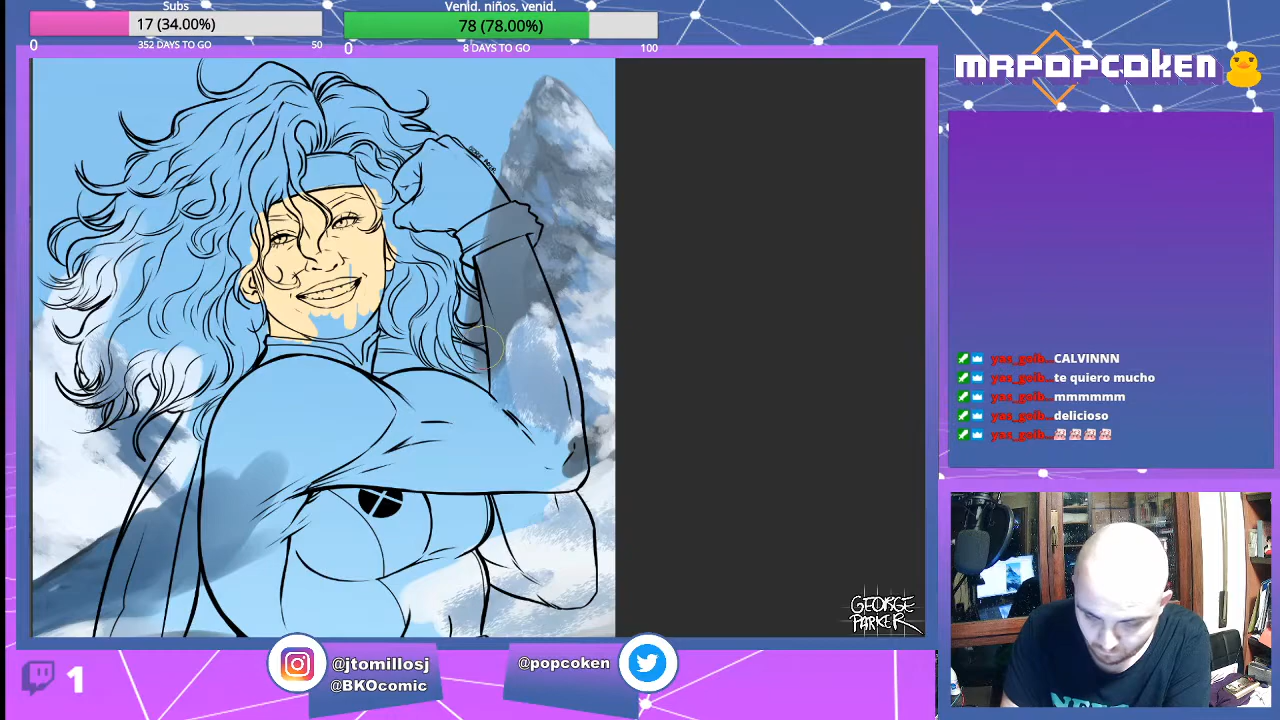 Subs
17 (34.00%)
0
352 DAYS TO GO
50
Venid, niños, venid.
78 (78.00%)
0
8 DAYS TO GO
100
MRPOPCOKEN
CALVINNN
te quiero mucho
mmmmmm
delicioso
GEORGE
PARKER
1
@jtomillosj
@BKOcomic
@popcoken